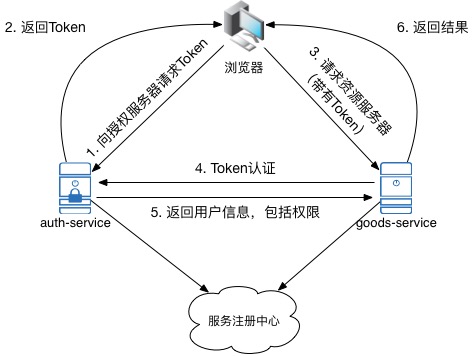 2. 返回Token
6. 返回结果
浏览器
1. 向授权服务器请求Token
3. 请求资源服务器
（带有Token）
4. Token认证
5. 返回用户信息，包括权限
auth-service
goods-service
服务注册中心